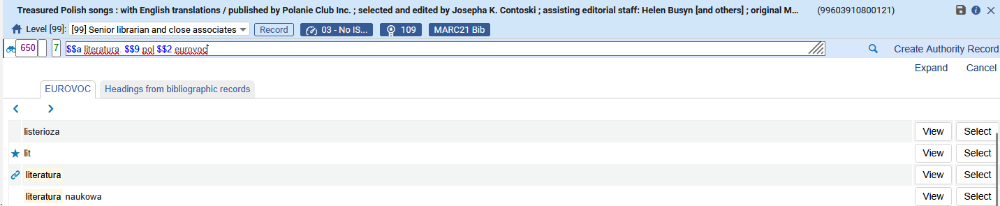 Treasured Polish songs : with English translations / published by Polanie Club Inc. ; selected and edited by Josepha K. Contoski ; assisting editorial staff: Helen Busyn [and others] ; original M... (99603910800121)
Level [99]: [99] Senior librarian and close associates Record 03 - No IS... 109 MARC21 Bib
650 7 $$a literatura. $$9 pol $$2 eurovoc Create Authority Record
Expand Cancel
EUROVOC Headings from bibliographic records
listerioza View Select
lit View Select
literatura View Select
literatura naukowa View Select